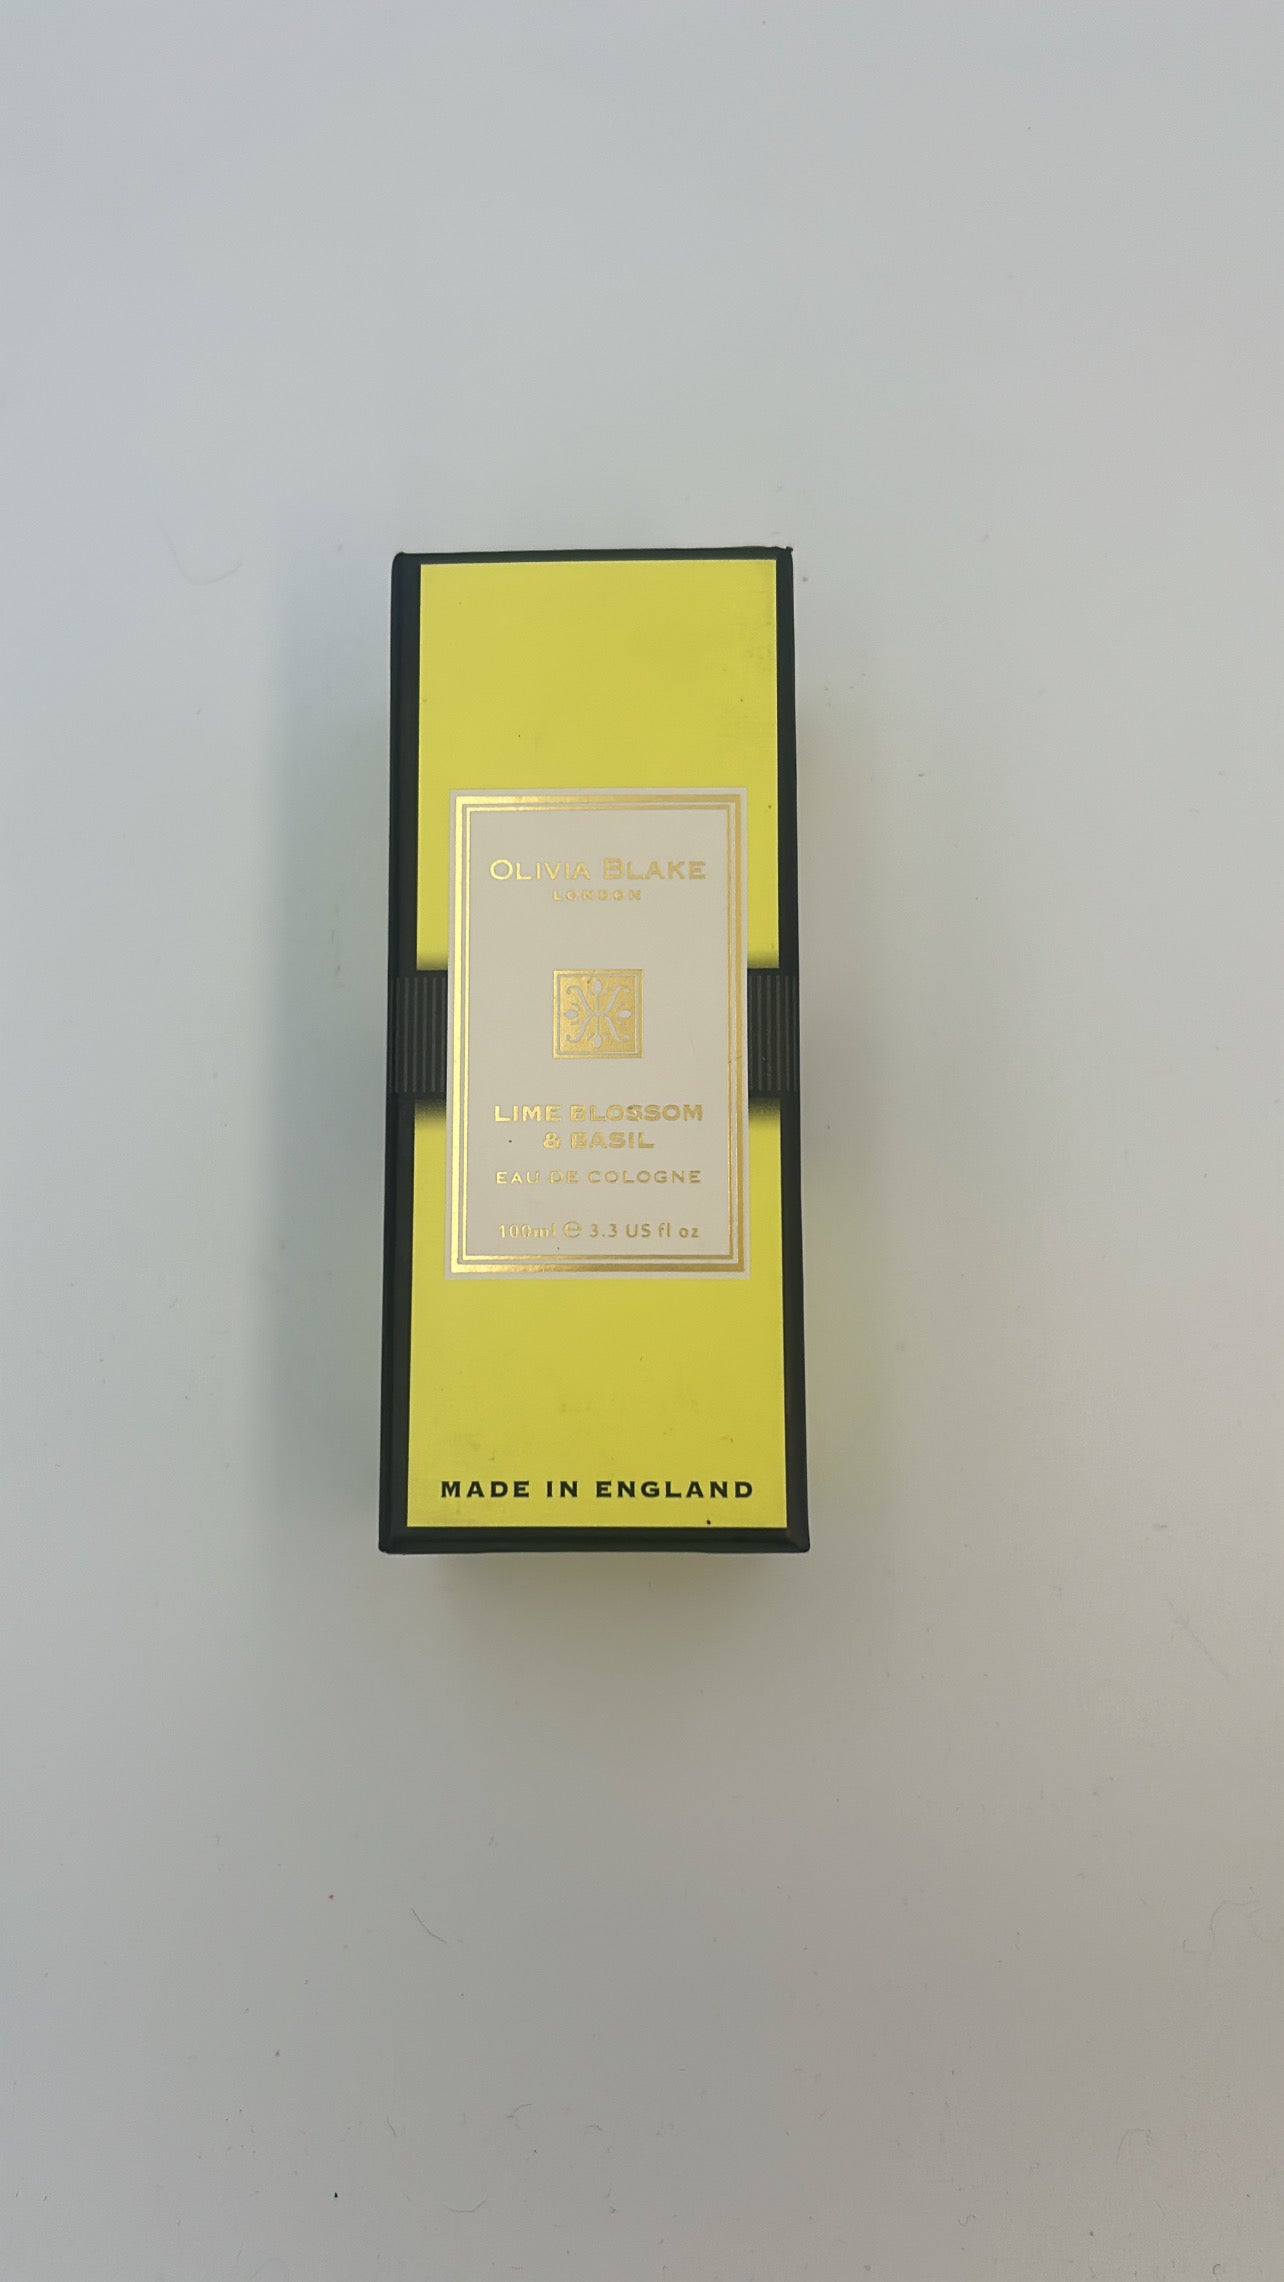 OLIVIA BLAKE
LONDON
LIME BLOSSOM
& BASIL
EAU DE COLOGNE
100ml ℮ 3.3 US fl oz
MADE IN ENGLAND